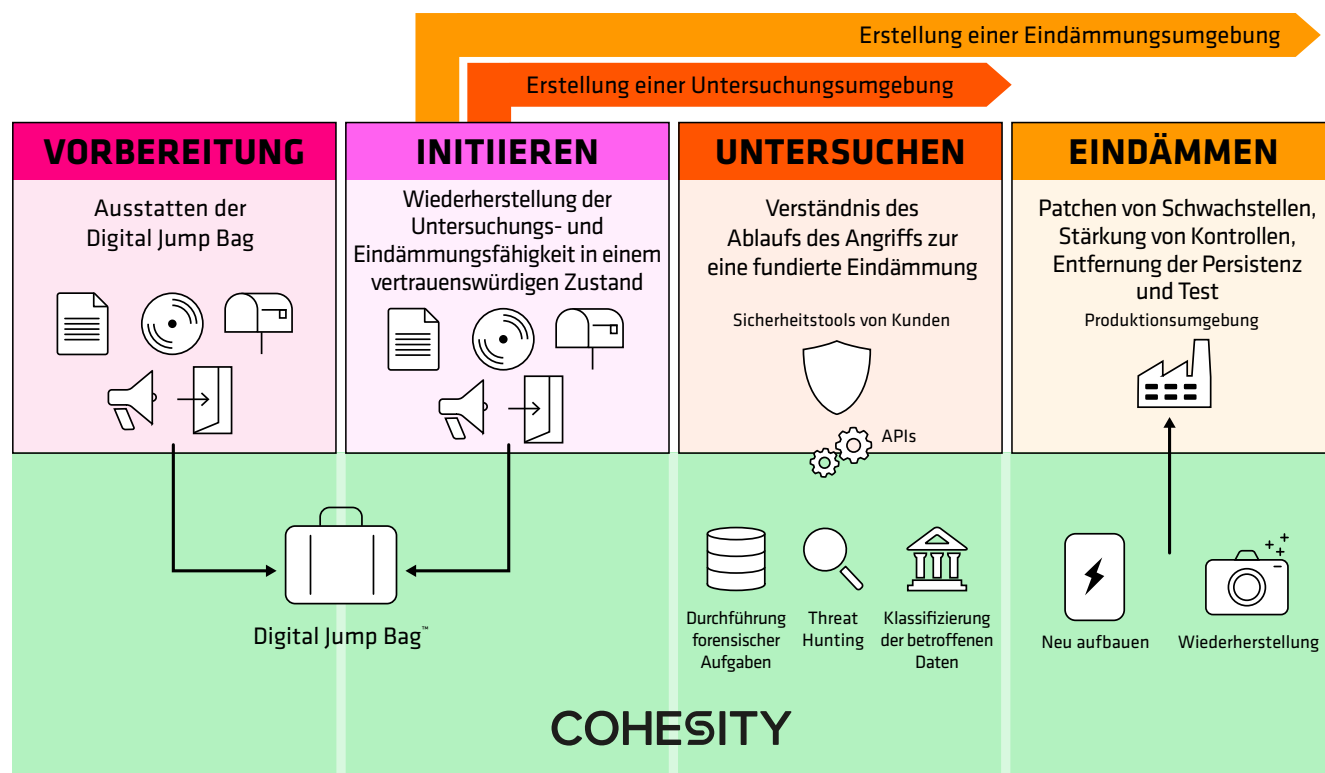 Erstellung einer Eindämmungsumgebung
Erstellung einer Untersuchungsumgebung
VORBEREITUNG
Ausstatten der
Digital Jump Bag
INITIIEREN
Wiederherstellung der
Untersuchungs- und
Eindämmungsfähigkeit in einem
vertrauenswürdigen Zustand
UNTERSUCHEN
Verständnis des
Ablaufs des Angriffs zur
eine fundierte Eindämmung
Sicherheitstools von Kunden
APIs
EINDÄMMEN
Patchen von Schwachstellen,
Stärkung von Kontrollen,
Entfernung der Persistenz
und Test
Produktionsumgebung
Digital Jump Bag™
Durchführung
forensischer
Aufgaben
Threat
Hunting
Klassifizierung
der betroffenen
Daten
Neu aufbauen
Wiederherstellung
COHESITY